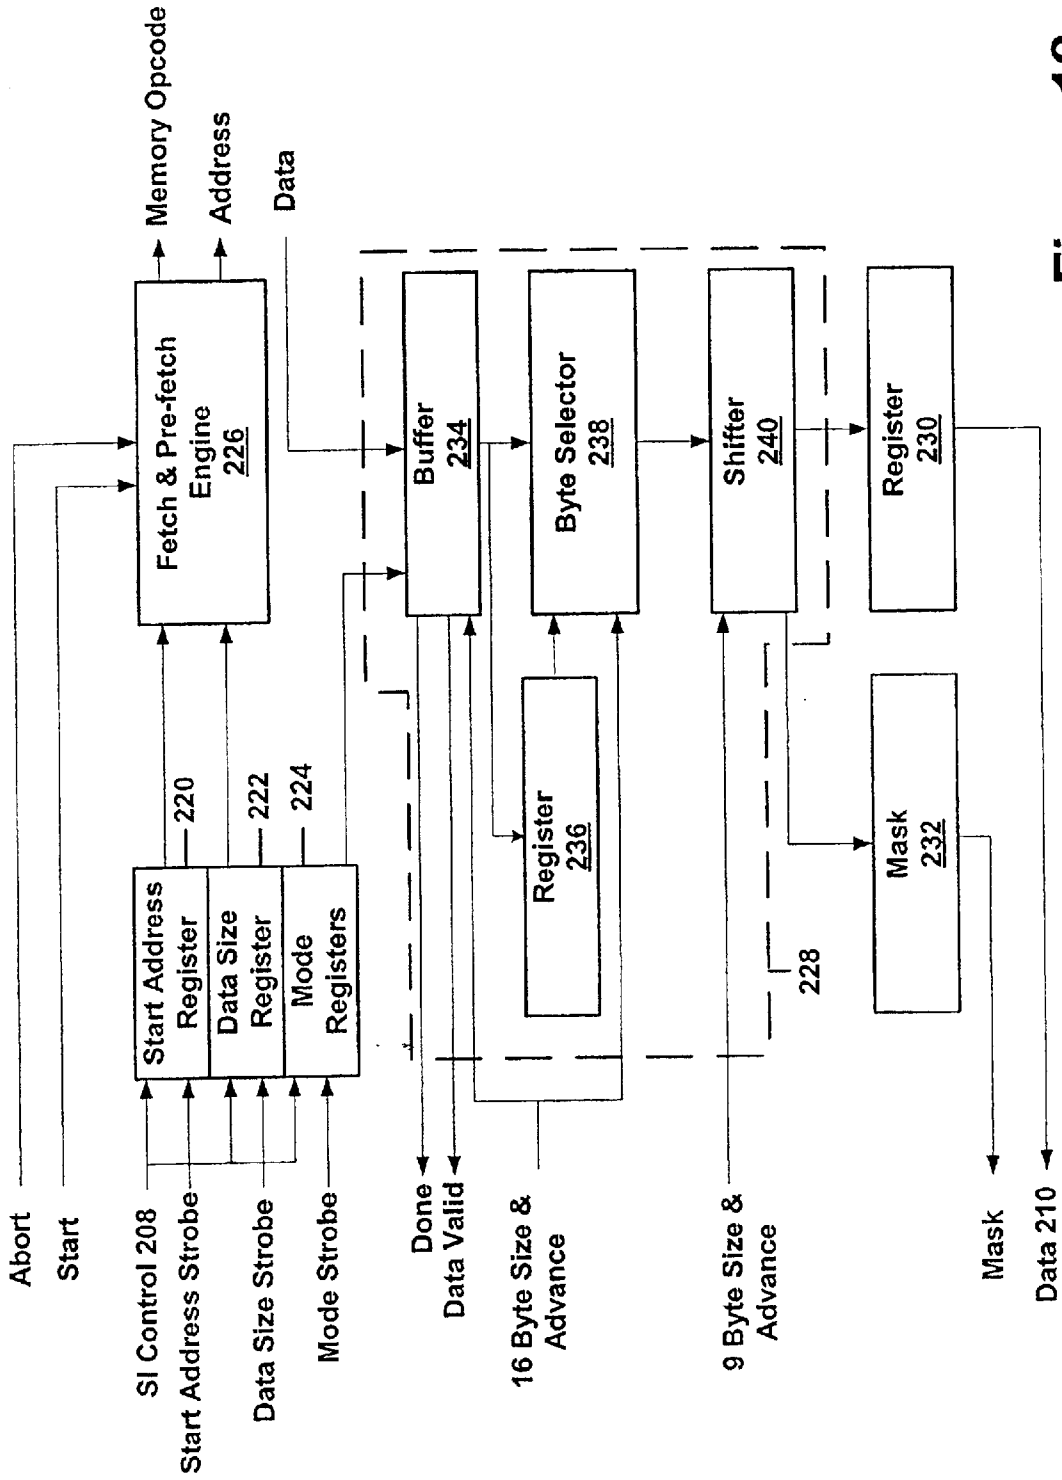 Abort
Start
SI Control 208
Start Address Strobe
Data Size Strobe
Mode Strobe
Start Address
Register
220
Data Size
Register
222
Mode
Registers
224
Fetch & Pre-fetch
Engine
226
Memory Opcode
Address
Data
Done
Data Valid
16 Byte Size &
Advance
Buffer
234
Register
236
Byte Selector
238
9 Byte Size &
Advance
Shifter
240
228
Mask
232
Register
230
Mask
Data 210